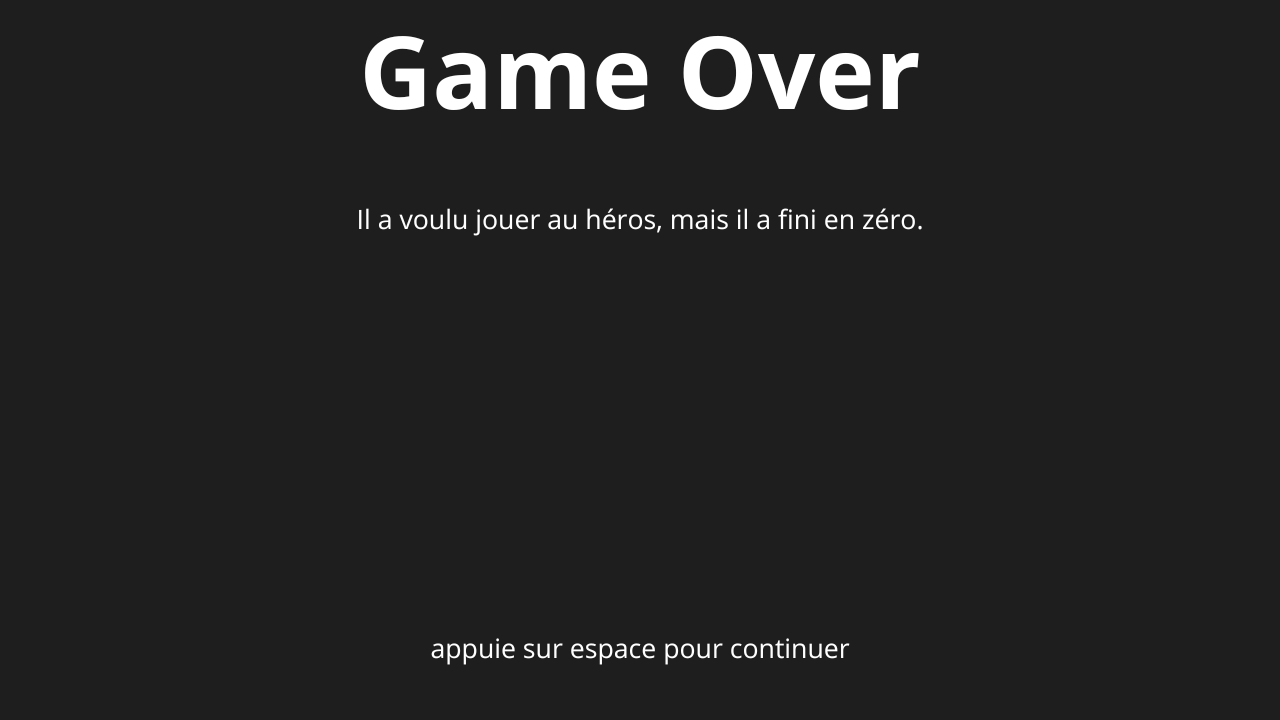 Game Over
Il a voulu jouer au héros, mais il a fini en zéro.
appuie sur espace pour continuer